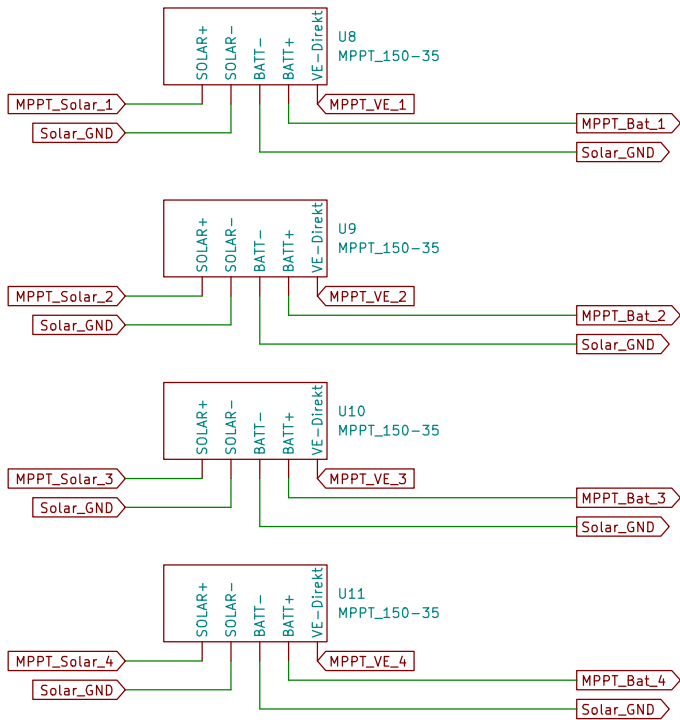 SOLAR+
SOLAR-
BATT-
BATT+
VE-Direkt
U8
MPPT_150-35
MPPT_Solar_1
MPPT_VE_1
Solar_GND
MPPT_Bat_1
Solar_GND
SOLAR+
SOLAR-
BATT-
BATT+
VE-Direkt
U9
MPPT_150-35
MPPT_Solar_2
MPPT_VE_2
Solar_GND
MPPT_Bat_2
Solar_GND
SOLAR+
SOLAR-
BATT-
BATT+
VE-Direkt
U10
MPPT_150-35
MPPT_Solar_3
MPPT_VE_3
Solar_GND
MPPT_Bat_3
Solar_GND
SOLAR+
SOLAR-
BATT-
BATT+
VE-Direkt
U11
MPPT_150-35
MPPT_Solar_4
MPPT_VE_4
Solar_GND
MPPT_Bat_4
Solar_GND